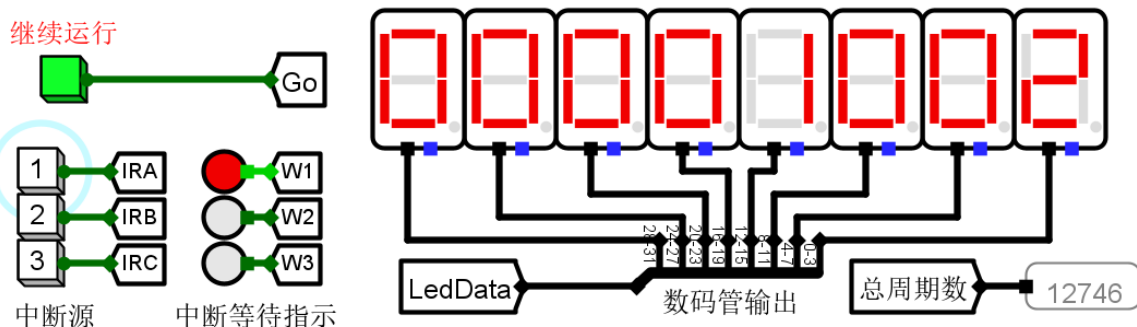 继续运行
Go
00001002
1 IRA W1
2 IRB W2
3 IRC W3
中断源 中断等待指示
28-31 24-27 20-23 16-19 12-15 8-11 4-7 0-3
LedData
数码管输出
总周期数 12746